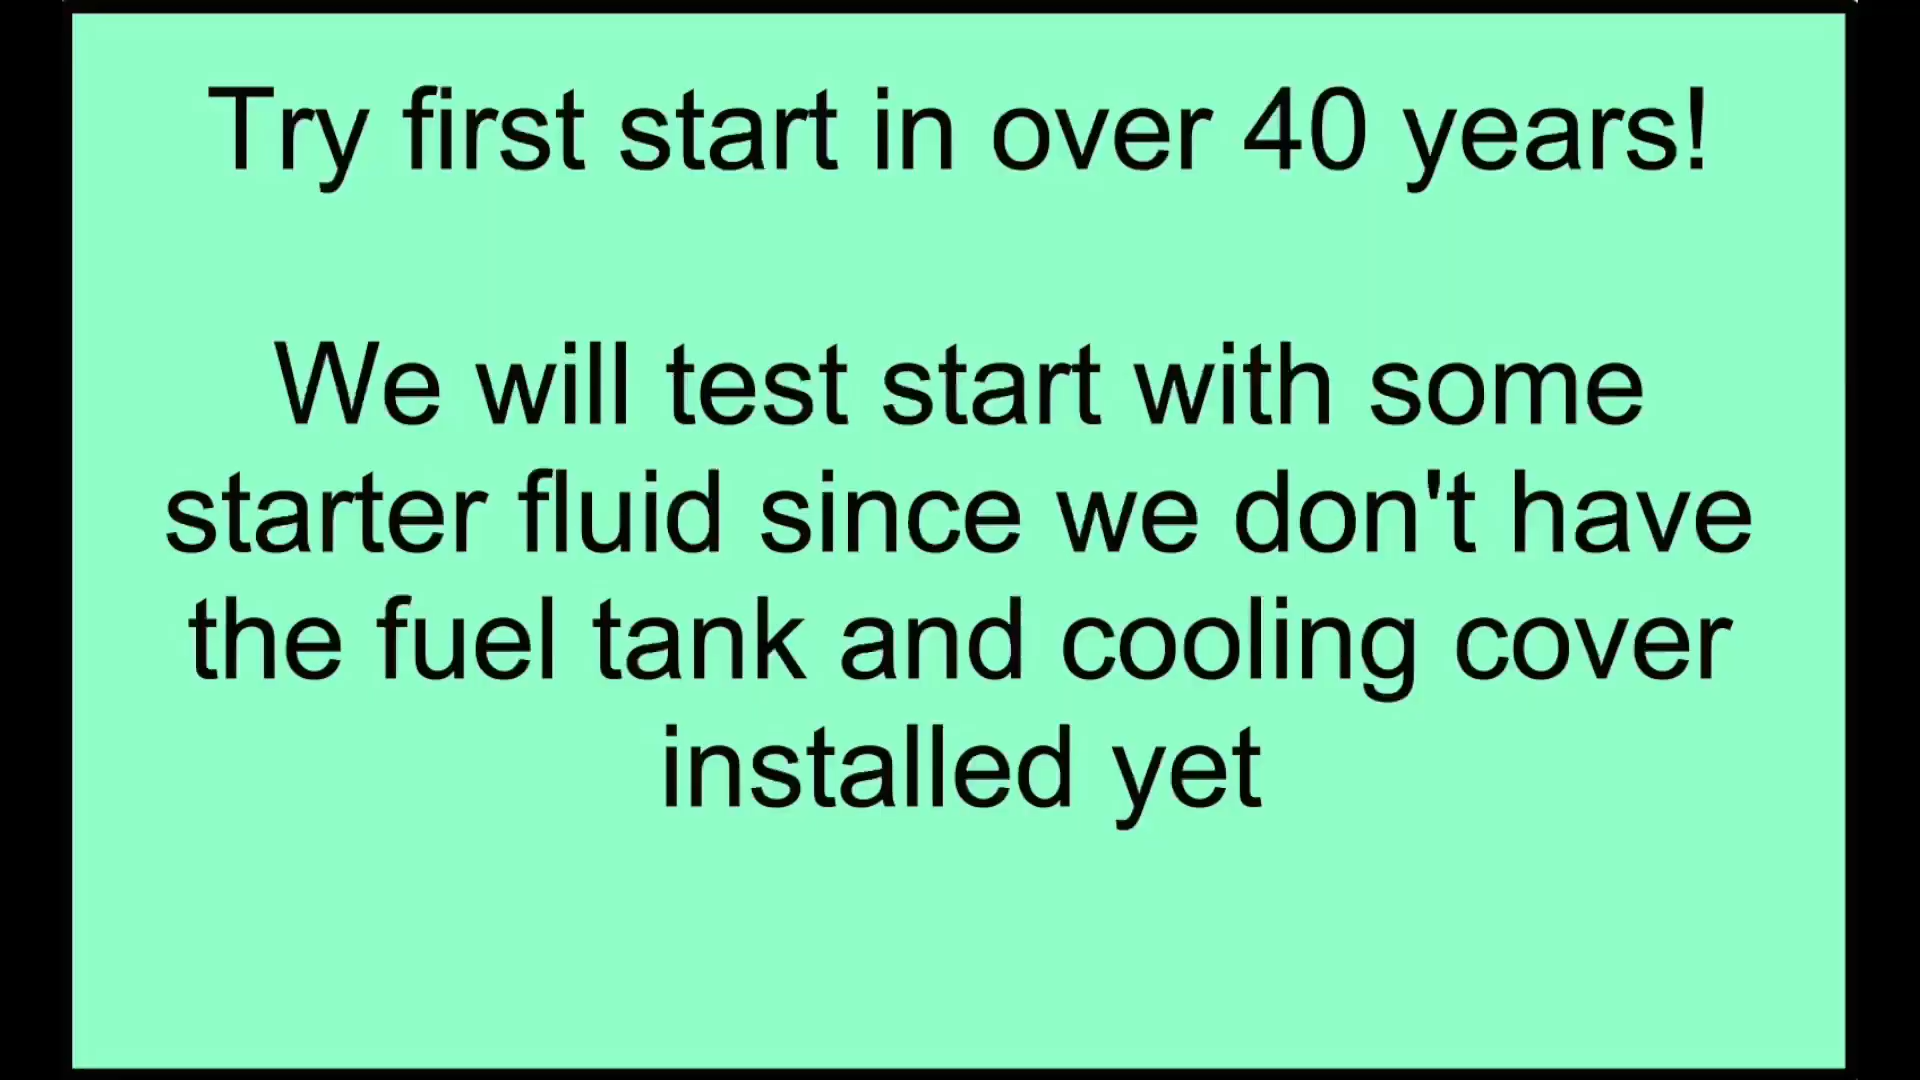 Try first start in over 40 years!
We will test start with some
starter fluid since we don't have
the fuel tank and cooling cover
installed yet